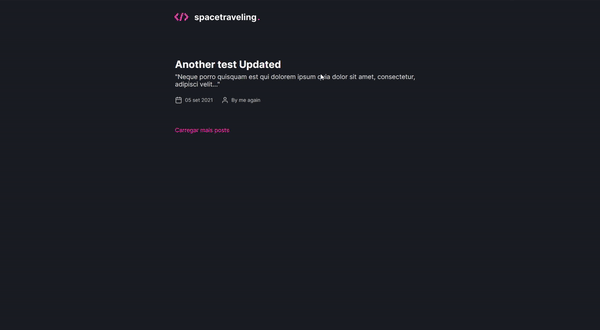 </> spacetraveling.
Another test Updated
"Neque porro quisquam est qui dolorem ipsum quia dolor sit amet, consectetur,
adipisci velit..."
05 set 2021 By me again
Carregar mais posts